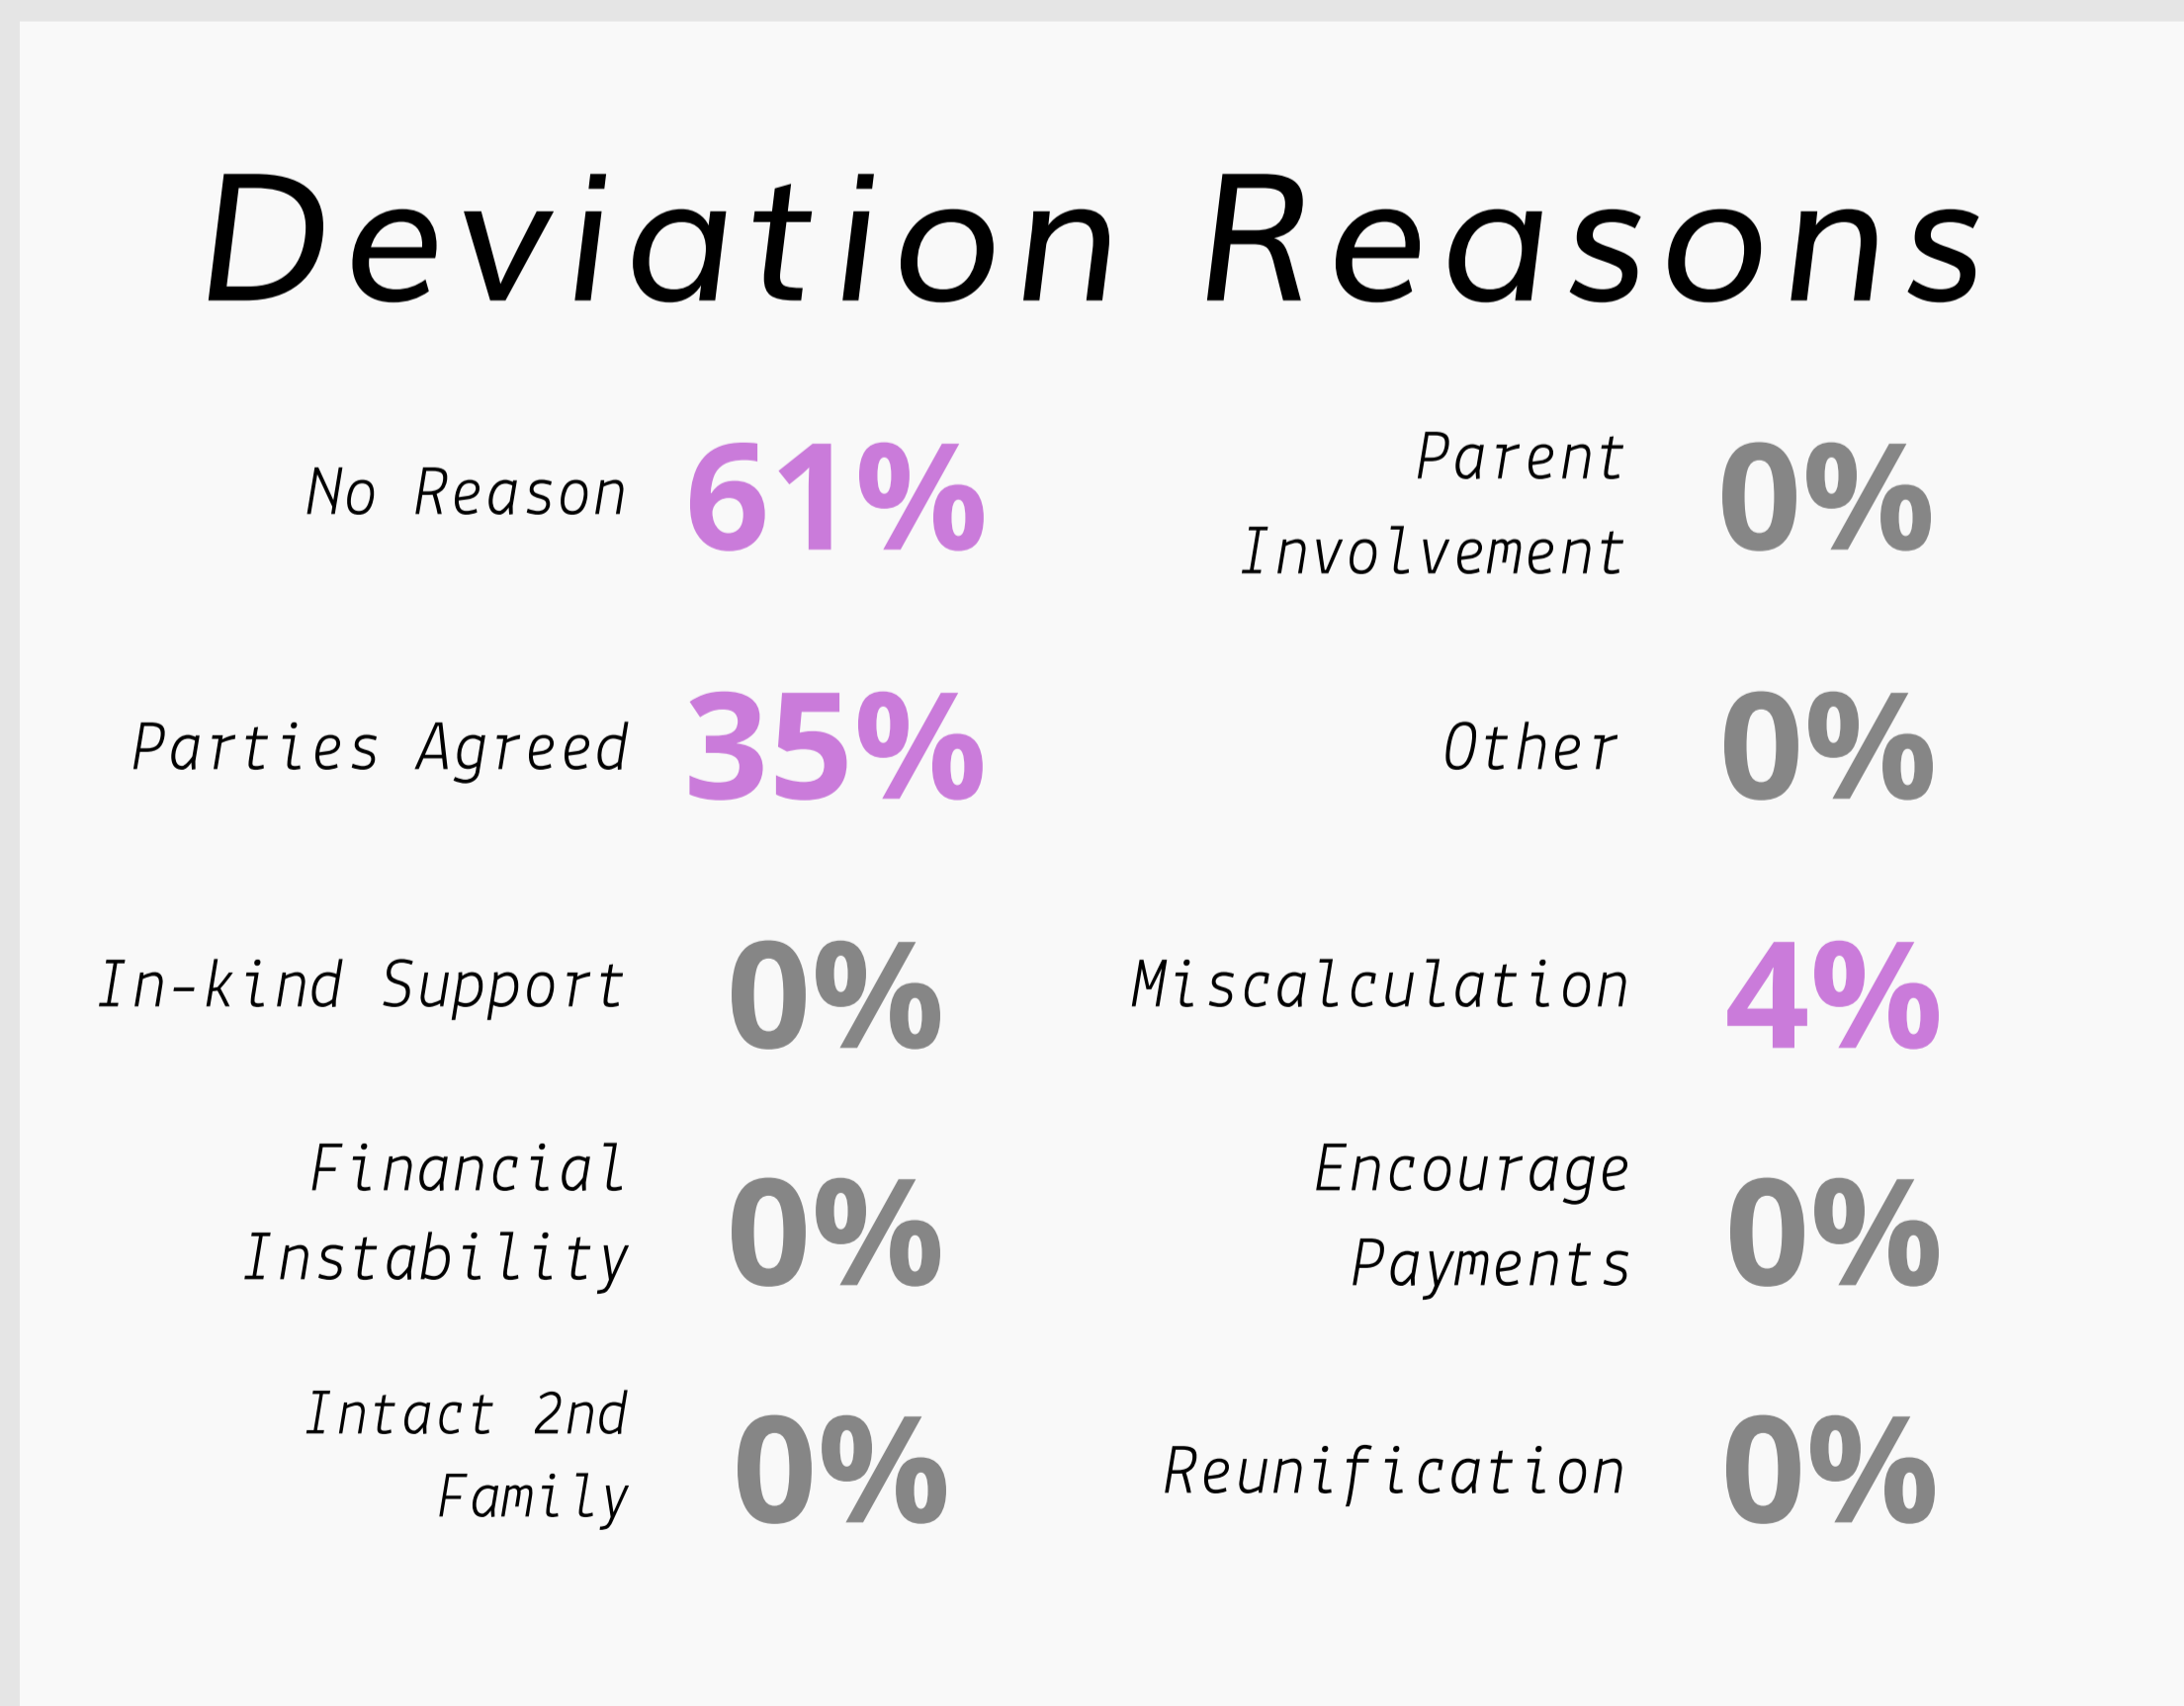 Deviation Reasons
No Reason 61%
Parties Agreed 35%
In-kind Support 0%
Financial
Instability 0%
Intact 2nd
Family 0%
Parent
Involvement 0%
Other 0%
Miscalculation 4%
Encourage
Payments 0%
Reunification 0%